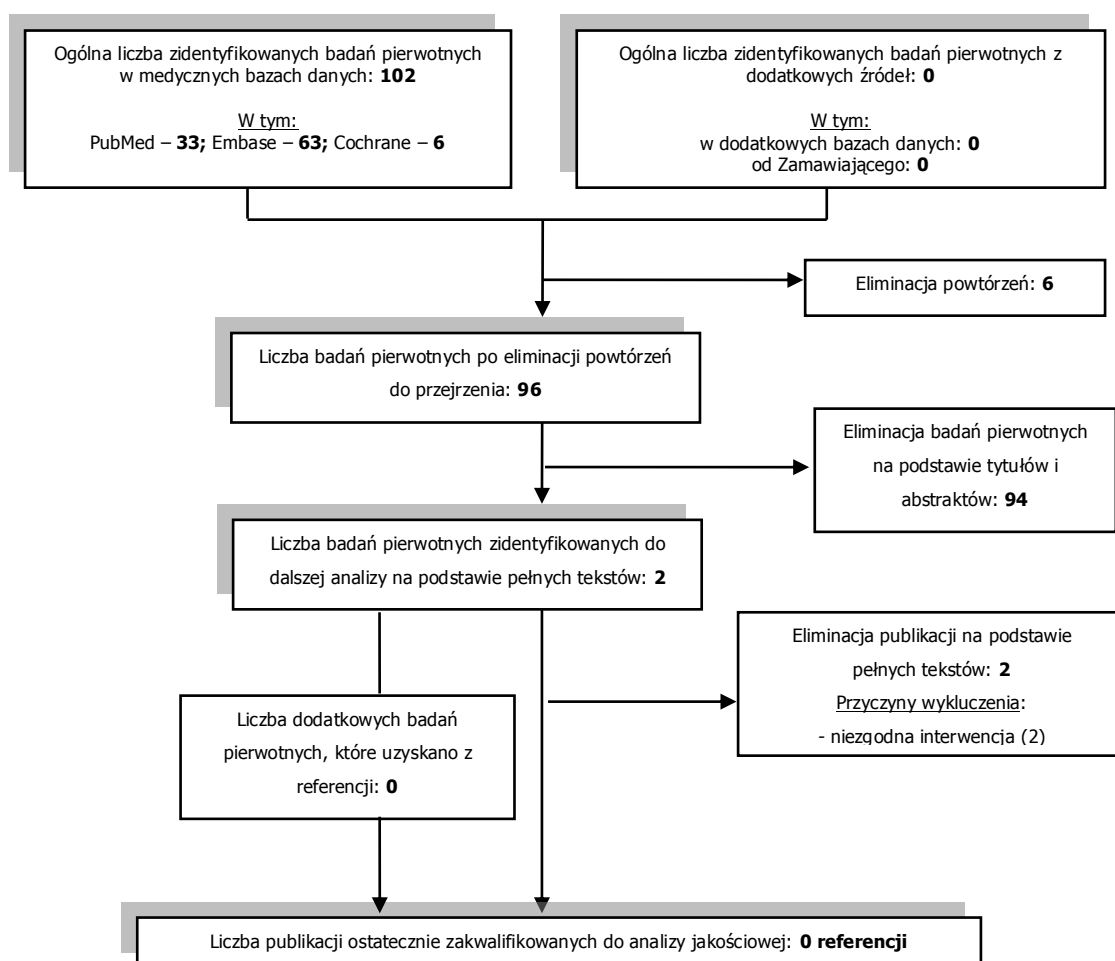 Ogólna liczba zidentyfikowanych badań pierwotnych
w medycznych bazach danych: 102
W tym:
PubMed – 33; Embase – 63; Cochrane – 6
Ogólna liczba zidentyfikowanych badań pierwotnych z
dodatkowych źródeł: 0
W tym:
w dodatkowych bazach danych: 0
od Zamawiającego: 0
Eliminacja powtórzeń: 6
Liczba badań pierwotnych po eliminacji powtórzeń
do przejrzenia: 96
Eliminacja badań pierwotnych
na podstawie tytułów i
abstraktów: 94
Liczba badań pierwotnych zidentyfikowanych do
dalszej analizy na podstawie pełnych tekstów: 2
Eliminacja publikacji na podstawie
pełnych tekstów: 2
Przyczyny wykluczenia:
- niezgodna interwencja (2)
Liczba dodatkowych badań
pierwotnych, które uzyskano z
referencji: 0
Liczba publikacji ostatecznie zakwalifikowanych do analizy jakościowej: 0 referencji